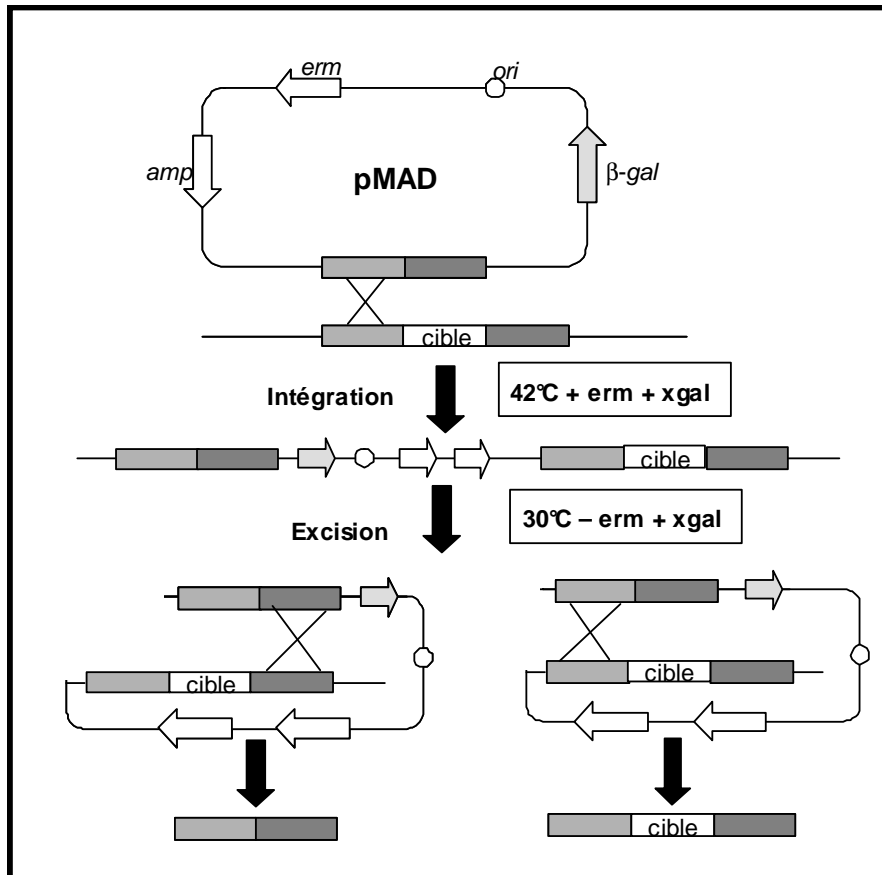 erm
ori
amp
pMAD
β-gal
cible
Intégration
42°C + erm + xgal
cible
Excision
30°C – erm + xgal
cible
cible
cible